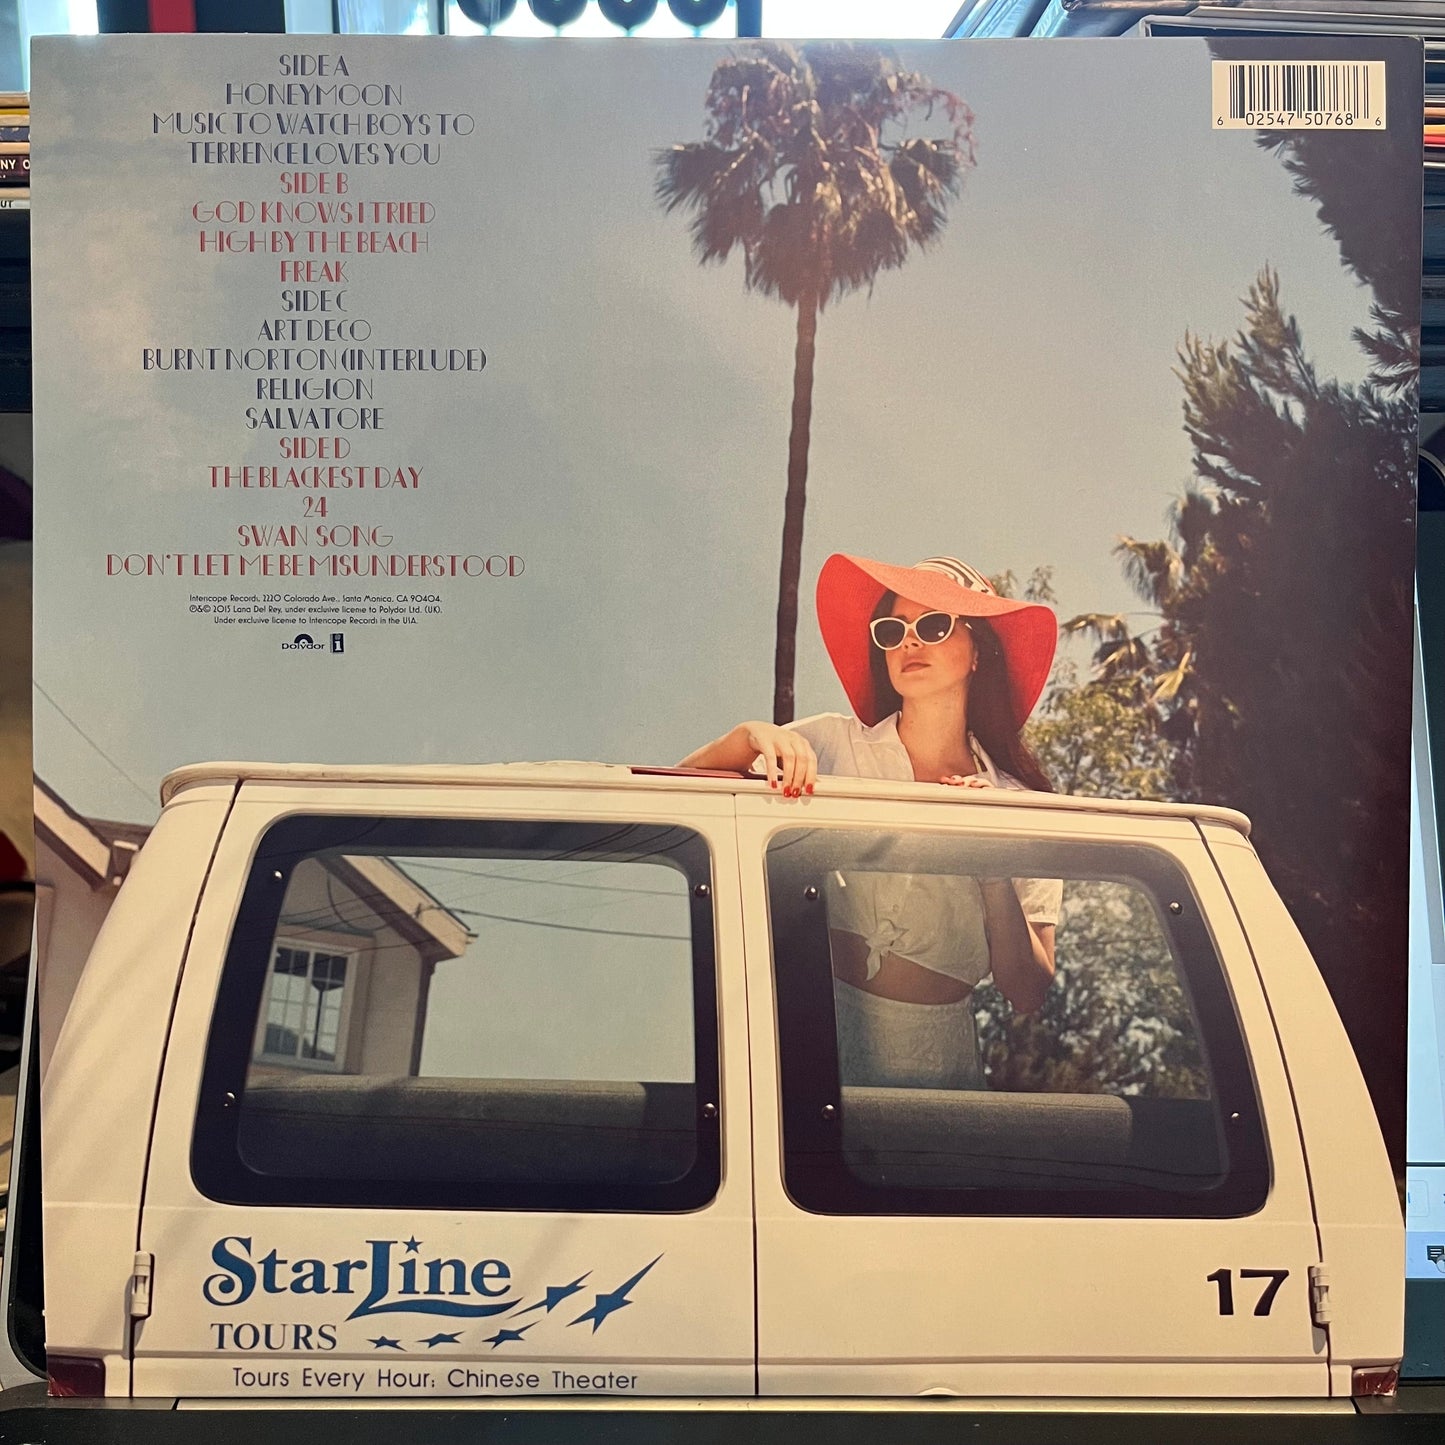 SIDE A
HONEYMOON
MUSIC TO WATCH BOYS TO
TERRENCE LOVES YOU
SIDE B
GOD KNOWS I TRIED
HIGH BY THE BEACH
FREAK
SIDE C
ART DECO
BURNT NORTON (INTERLUDE)
RELIGION
SALVATORE
SIDE D
THE BLACKEST DAY
24
SWAN SONG
DON'T LET ME BE MISUNDERSTOOD
Interscope Records, 2220 Colorado Ave., Santa Monica, CA 90404.
℗&© 2015 Lana Del Rey, under exclusive license to Polydor Ltd. (UK).
Under exclusive license to Interscope Records in the USA.
polydor i
6 02547 50768 6
NY O
UT
StarLine
TOURS
Tours Every Hour: Chinese Theater
17